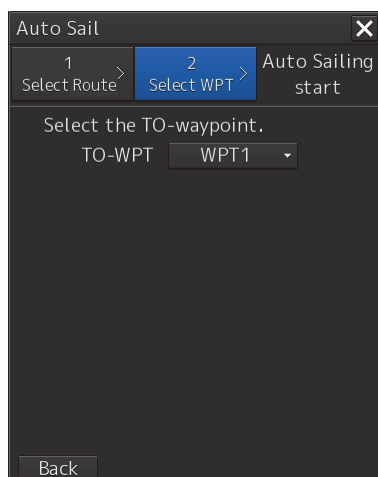 Auto Sail
1
Select Route
2
Select WPT
Auto Sailing
start
Select the TO-waypoint.
TO-WPT WPT1
Back